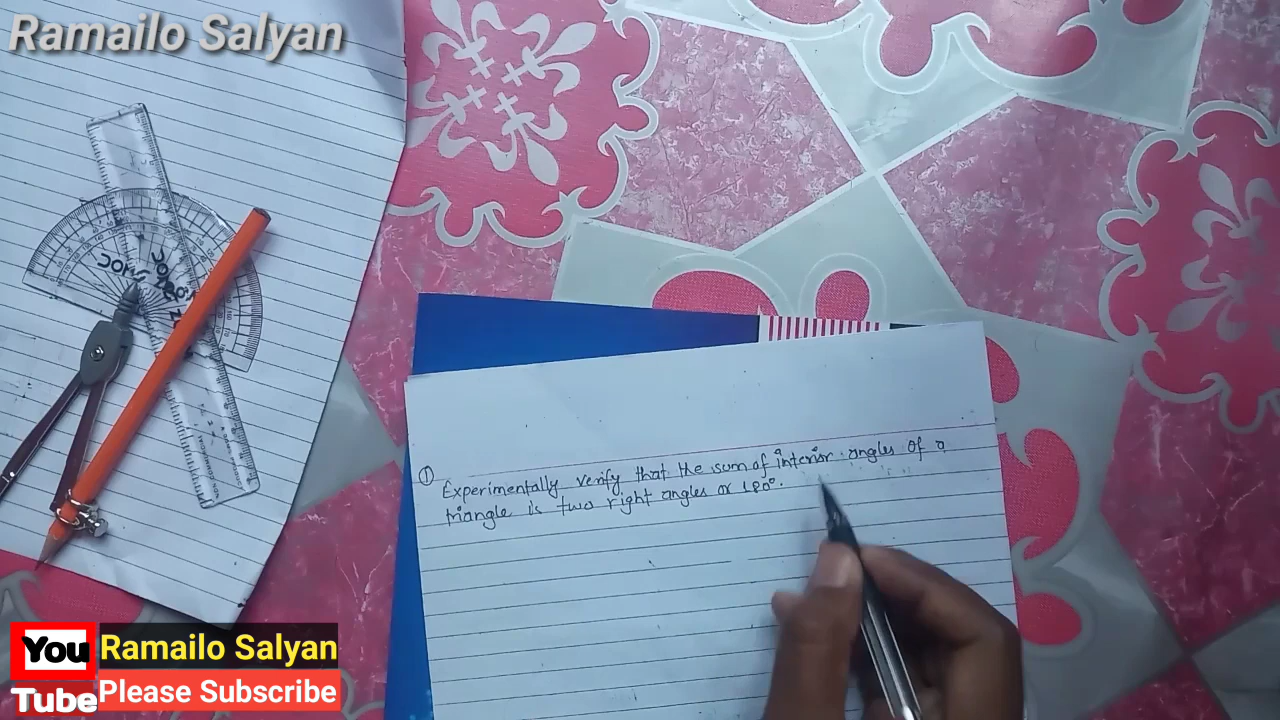 Ramailo Salyan
① Experimentally verify that the sum of interior angles of a
triangle is two right angles or 180°.
You Tube
Ramailo Salyan
Please Subscribe